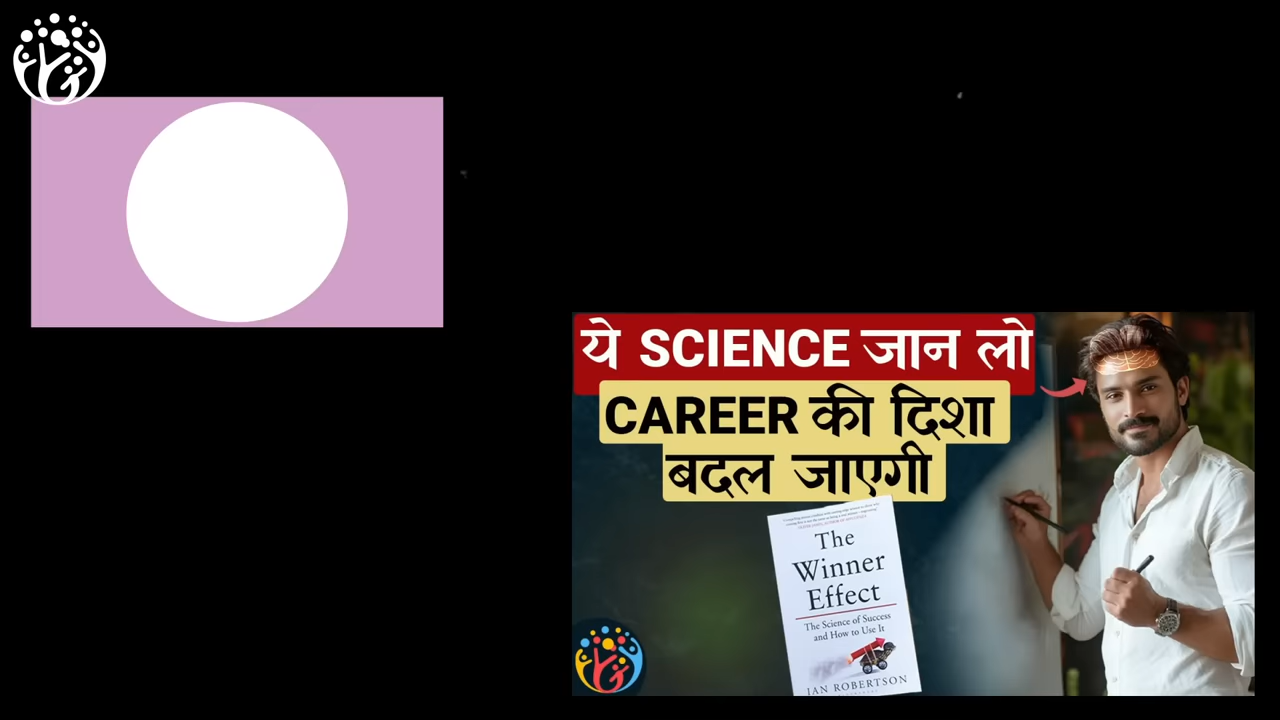 ये SCIENCE जान लो
CAREER की दिशा
बदल जाएगी
The
Winner
Effect
The Science of Success
and How to Use It
IAN ROBERTSON